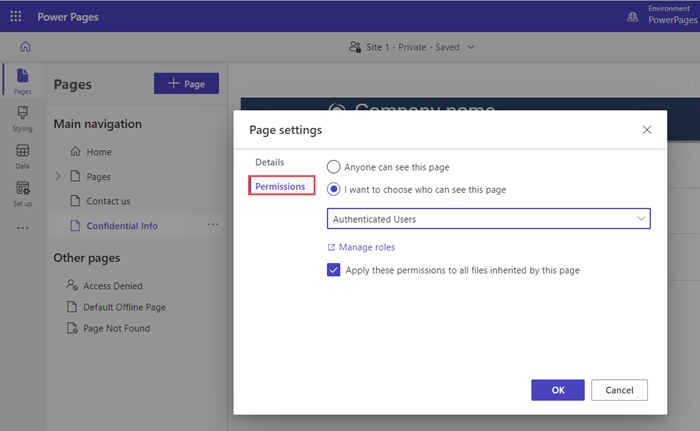 Power Pages
Environment
PowerPages
Site 1 - Private - Saved
Pages
Styling
Data
Set up
Pages
+ Page
Main navigation
Home
Pages
Contact us
Confidential Info
Other pages
Access Denied
Default Offline Page
Page Not Found
Company name
Page settings
Details
Permissions
Anyone can see this page
I want to choose who can see this page
Authenticated Users
Manage roles
Apply these permissions to all files inherited by this page
OK
Cancel